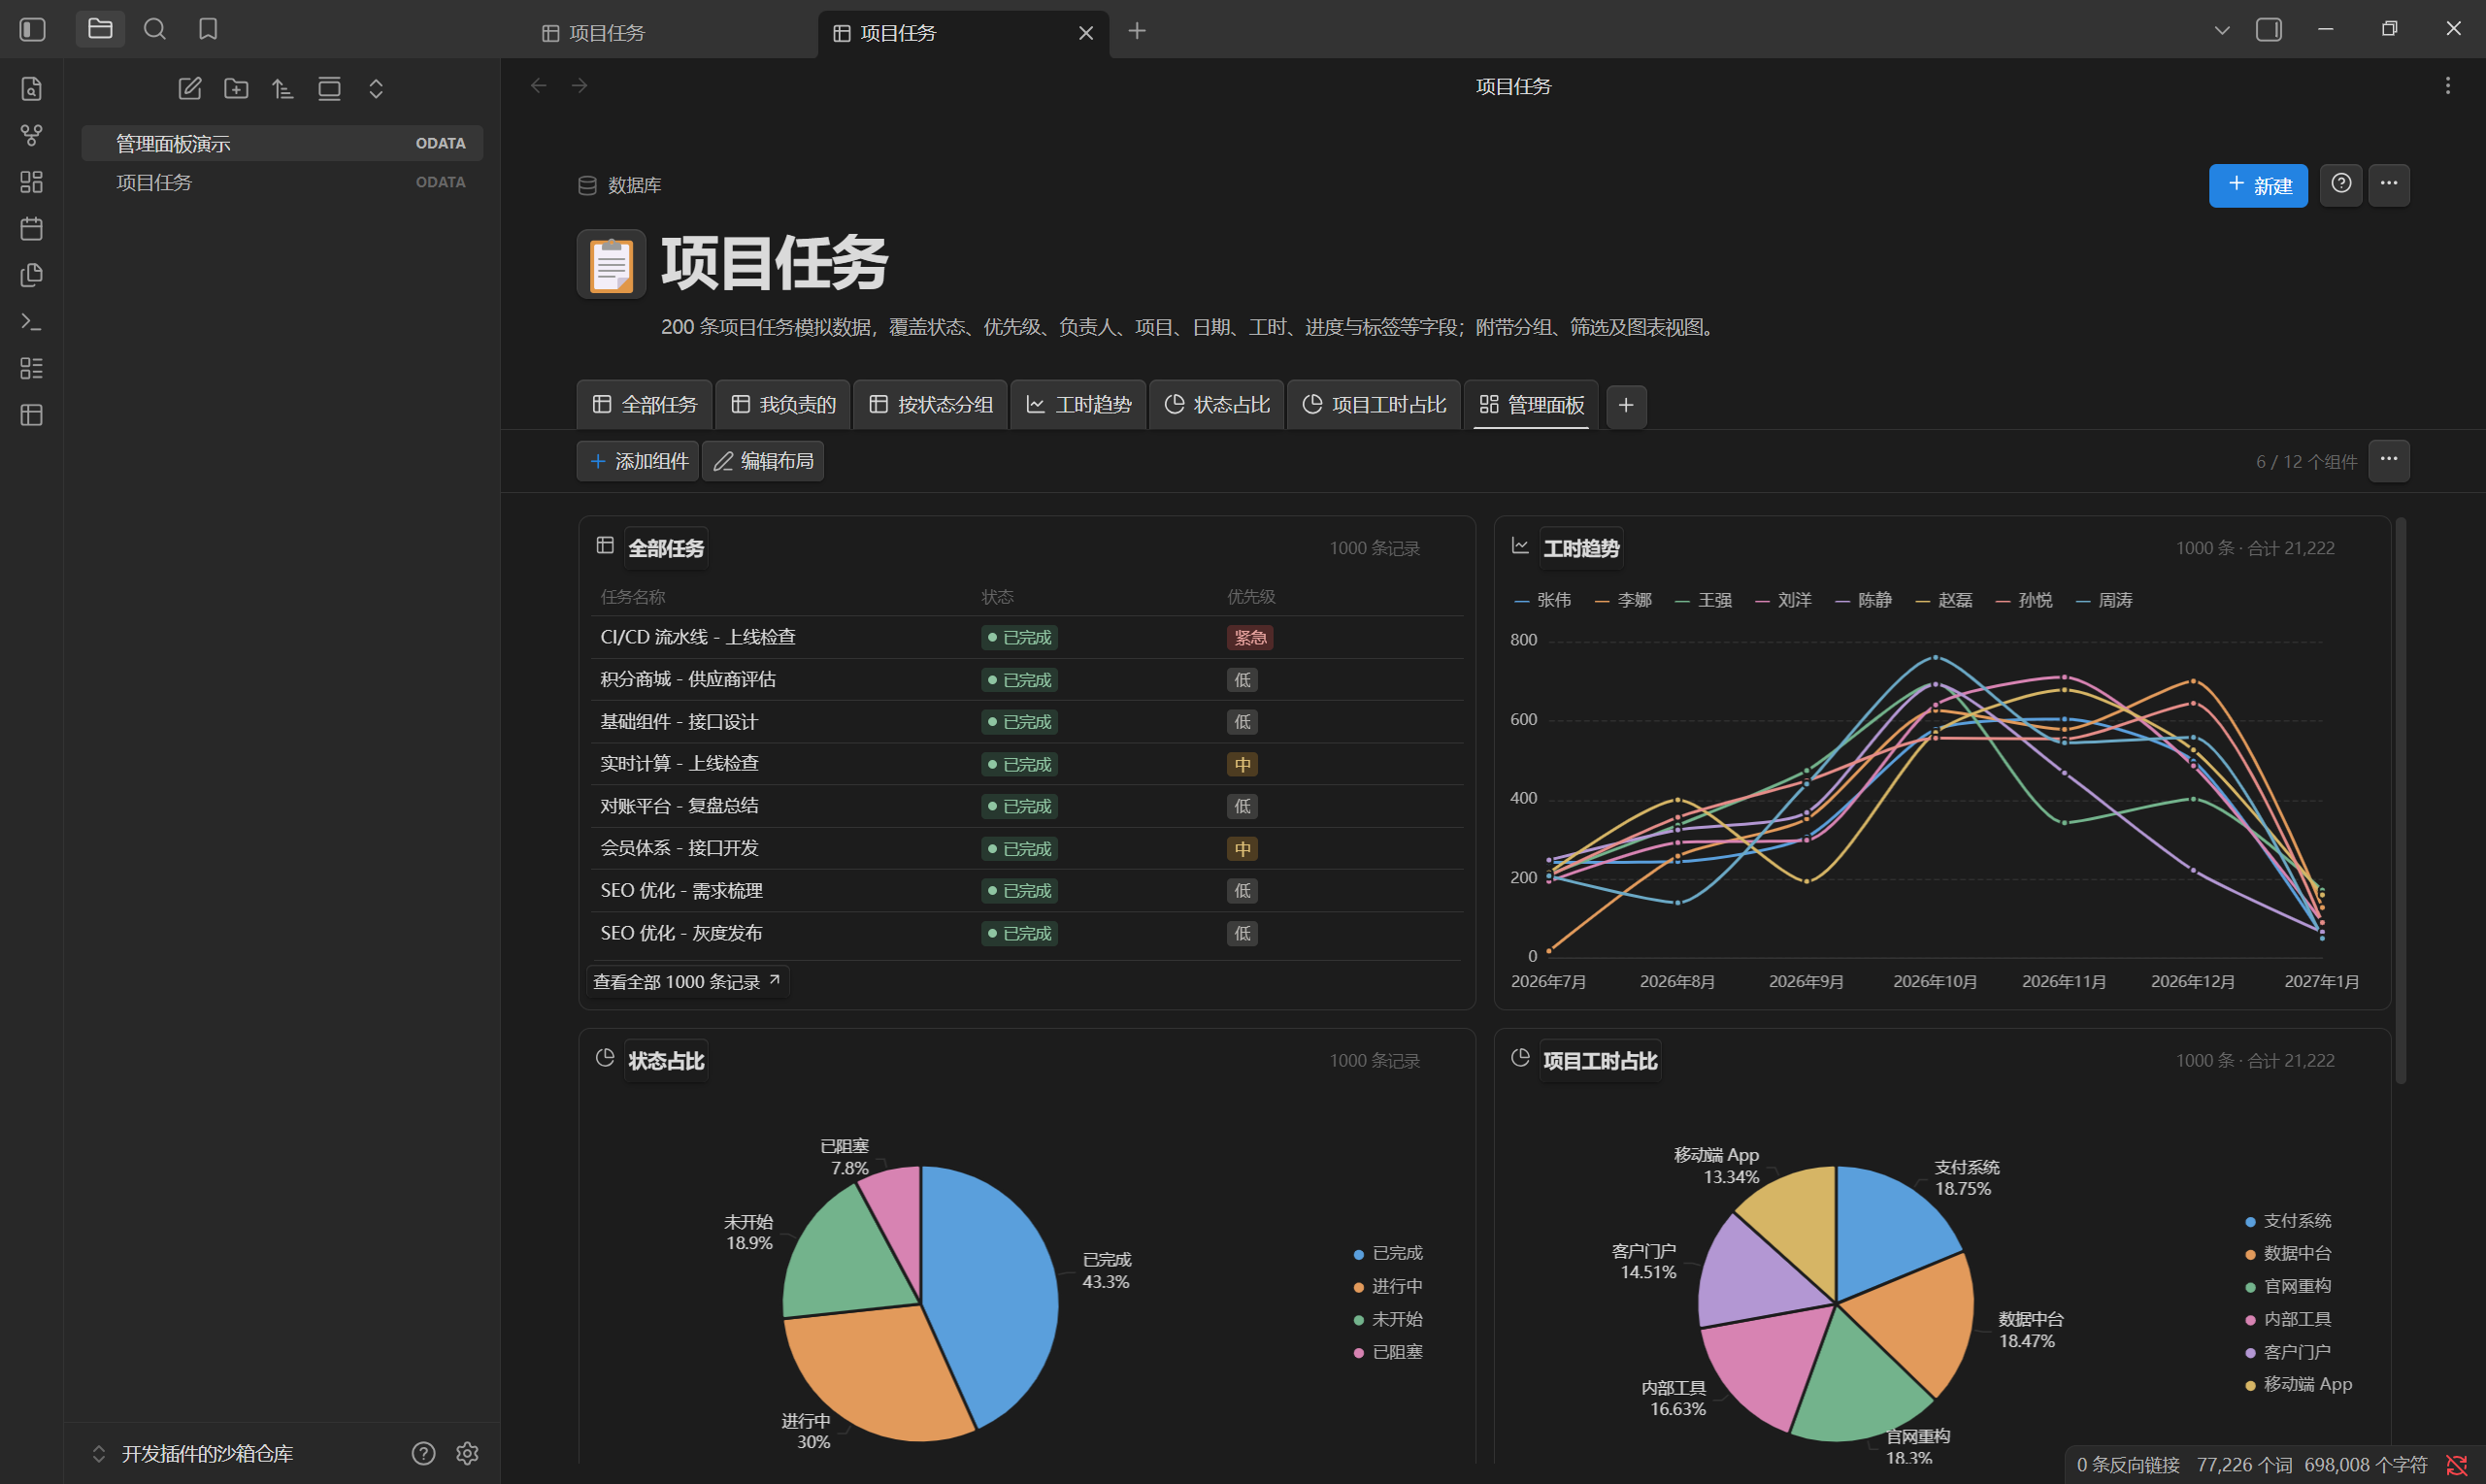 项目任务
项目任务
项目任务
管理面板演示 ODATA
项目任务 ODATA
数据库
新建
项目任务
200 条项目任务模拟数据，覆盖状态、优先级、负责人、项目、日期、工时、进度与标签等字段；附带分组、筛选及图表视图。
全部任务 我负责的 按状态分组 工时趋势 状态占比 项目工时占比 管理面板
添加组件 编辑布局 6 / 12 个组件
全部任务 1000 条记录
任务名称 状态 优先级
CI/CD 流水线 - 上线检查 已完成 紧急
积分商城 - 供应商评估 已完成 低
基础组件 - 接口设计 已完成 低
实时计算 - 上线检查 已完成 中
对账平台 - 复盘总结 已完成 低
会员体系 - 接口开发 已完成 中
SEO 优化 - 需求梳理 已完成 低
SEO 优化 - 灰度发布 已完成 低
查看全部 1000 条记录
工时趋势 1000 条 · 合计 21,222
张伟 李娜 王强 刘洋 陈静 赵磊 孙悦 周涛
800
600
400
200
0
2026年7月 2026年8月 2026年9月 2026年10月 2026年11月 2026年12月 2027年1月
状态占比 1000 条记录
已阻塞
7.8%
未开始
18.9%
已完成
43.3%
进行中
30%
已完成
进行中
未开始
已阻塞
项目工时占比 1000 条 · 合计 21,222
移动端 App
13.34%
支付系统
18.75%
客户门户
14.51%
数据中台
18.47%
内部工具
16.63%
官网重构
18.3%
支付系统
数据中台
官网重构
内部工具
客户门户
移动端 App
开发插件的沙箱仓库
0 条反向链接 77,226 个词 698,008 个字符